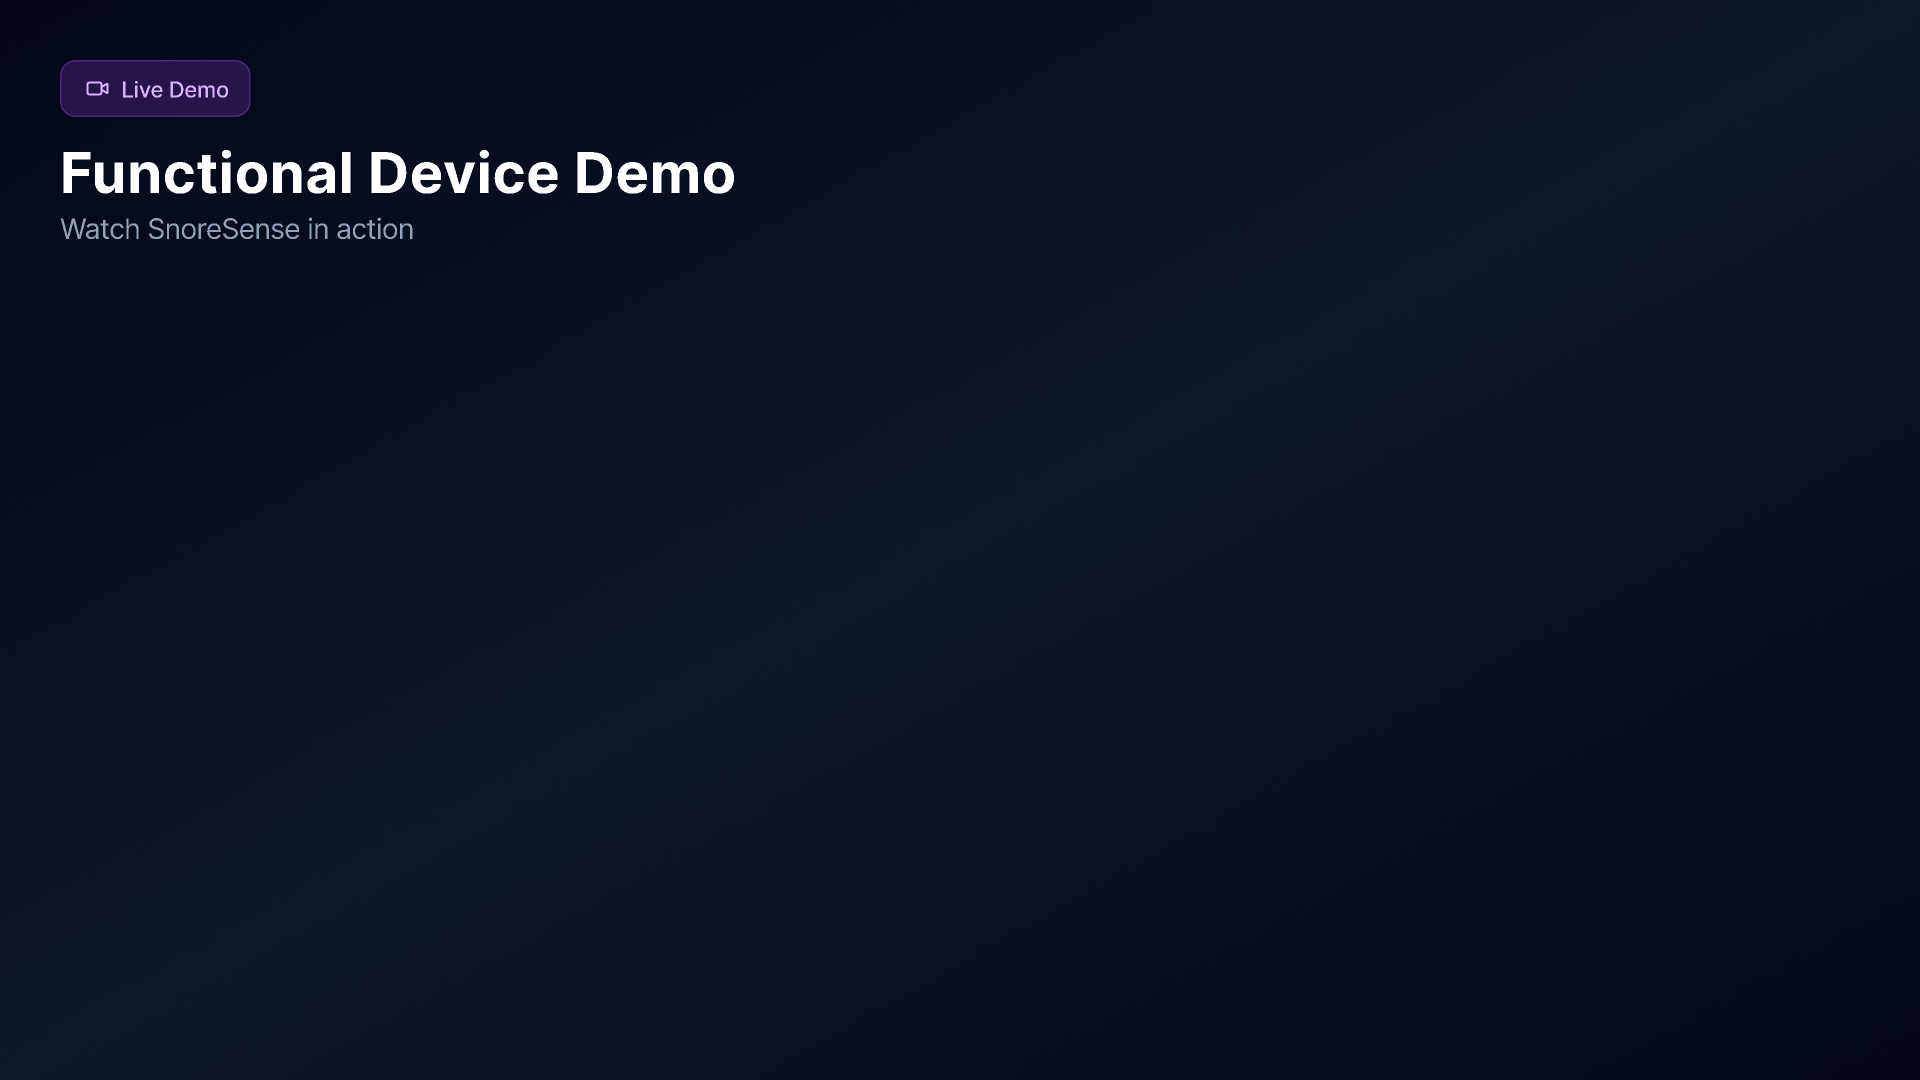 Live Demo
Functional Device Demo
Watch SnoreSense in action